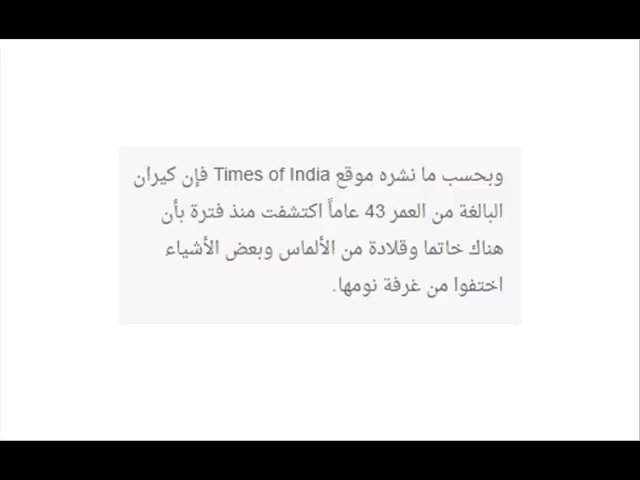 وبحسب ما نشره موقع Times of India فإن كيران
البالغة من العمر 43 عاماً اكتشفت منذ فترة بأن
هناك خاتما وقلادة من الألماس وبعض الأشياء
اختفوا من غرفة نومها.